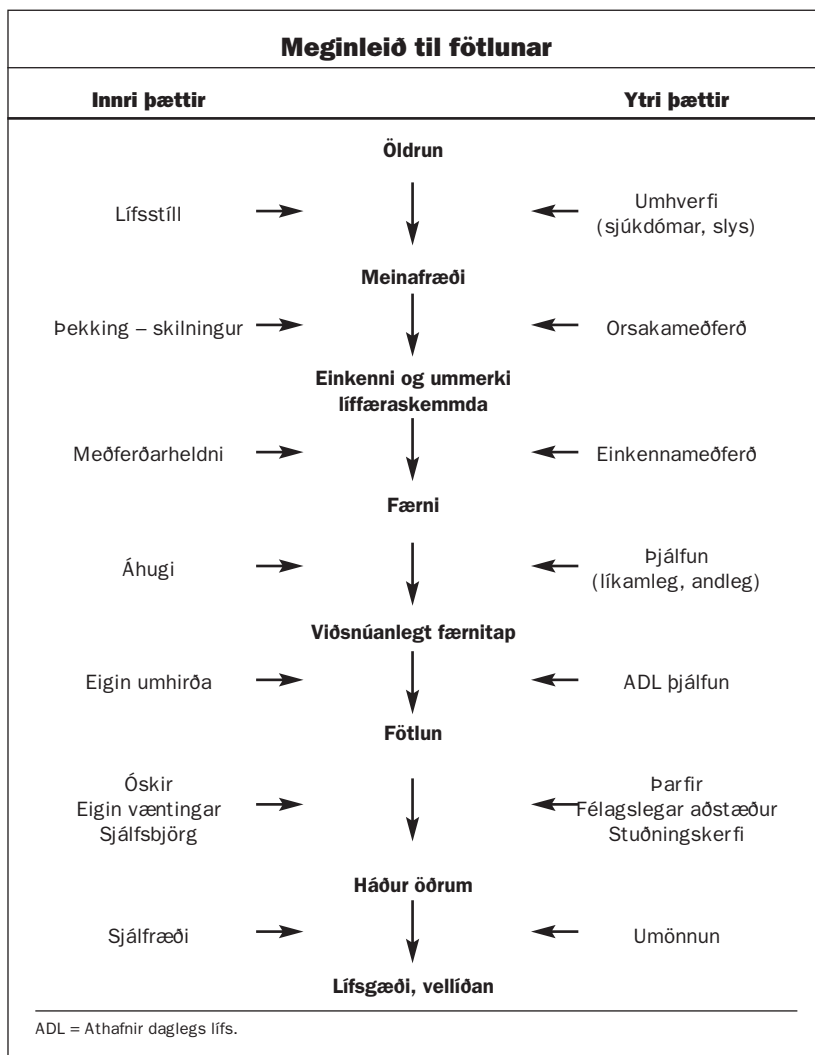 Meginleið til fötlunar
Innri þættir
Ytri þættir
Öldrun
Lífsstíll
Umhverfi
(sjúkdómar, slys)
Meinafræði
Þekking – skilningur
Orsakameðferð
Einkenni og ummerki
líffæraskemmda
Meðferðarheldni
Einkennameðferð
Færni
Áhugi
Þjálfun
(líkamleg, andleg)
Viðsnúanlegt færnitap
Eigin umhirða
ADL þjálfun
Fötlun
Óskir
Eigin væntingar
Sjálfsbjörg
Þarfir
Félagslegar aðstæður
Stuðningskerfi
Háður öðrum
Sjálfræði
Umönnun
Lífsgæði, vellíðan
ADL = Athafnir daglegs lífs.